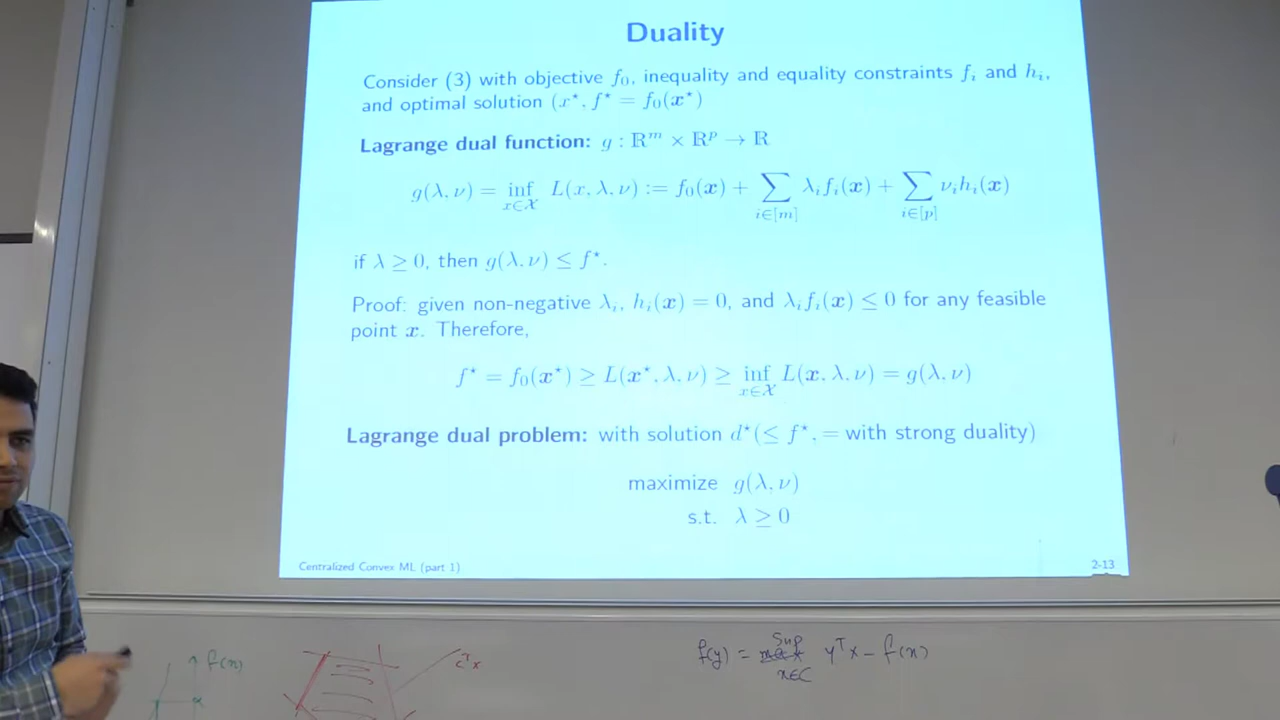 Duality
Consider (3) with objective f₀, inequality and equality constraints fᵢ and hᵢ,
and optimal solution (x⋆, f⋆ = f₀(x⋆)
Lagrange dual function: g : ℝᵐ × ℝᵖ → ℝ
g(λ, ν) = inf_{x∈𝒳} L(x, λ, ν) := f₀(x) + ∑_{i∈[m]} λᵢfᵢ(x) + ∑_{i∈[p]} νᵢhᵢ(x)
if λ ≥ 0, then g(λ, ν) ≤ f⋆.
Proof: given non-negative λᵢ, hᵢ(x) = 0, and λᵢfᵢ(x) ≤ 0 for any feasible
point x. Therefore,
f⋆ = f₀(x⋆) ≥ L(x⋆, λ, ν) ≥ inf_{x∈𝒳} L(x, λ, ν) = g(λ, ν)
Lagrange dual problem: with solution d⋆(≤ f⋆, = with strong duality)
maximize g(λ, ν)
s.t. λ ≥ 0
Centralized Convex ML (part 1)
2-13
f(y) = Sup_{x∈C} yᵀx − f(x)
f(x)
cᵀx